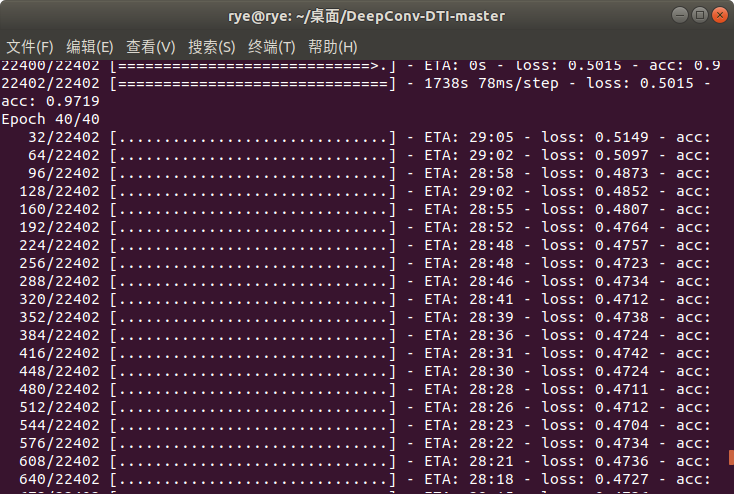 rye@rye: ~/桌面/DeepConv-DTI-master
文件(F) 编辑(E) 查看(V) 搜索(S) 终端(T) 帮助(H)
22400/22402 [============================>.] - ETA: 0s - loss: 0.5015 - acc: 0.9
22402/22402 [==============================] - 1738s 78ms/step - loss: 0.5015 -
acc: 0.9719
Epoch 40/40
32/22402 [..............................] - ETA: 29:05 - loss: 0.5149 - acc:
64/22402 [..............................] - ETA: 29:02 - loss: 0.5097 - acc:
96/22402 [..............................] - ETA: 28:58 - loss: 0.4873 - acc:
128/22402 [..............................] - ETA: 29:02 - loss: 0.4852 - acc:
160/22402 [..............................] - ETA: 28:55 - loss: 0.4807 - acc:
192/22402 [..............................] - ETA: 28:52 - loss: 0.4764 - acc:
224/22402 [..............................] - ETA: 28:48 - loss: 0.4757 - acc:
256/22402 [..............................] - ETA: 28:48 - loss: 0.4723 - acc:
288/22402 [..............................] - ETA: 28:46 - loss: 0.4734 - acc:
320/22402 [..............................] - ETA: 28:41 - loss: 0.4712 - acc:
352/22402 [..............................] - ETA: 28:39 - loss: 0.4738 - acc:
384/22402 [..............................] - ETA: 28:36 - loss: 0.4724 - acc:
416/22402 [..............................] - ETA: 28:31 - loss: 0.4742 - acc:
448/22402 [..............................] - ETA: 28:30 - loss: 0.4724 - acc:
480/22402 [..............................] - ETA: 28:28 - loss: 0.4711 - acc:
512/22402 [..............................] - ETA: 28:26 - loss: 0.4712 - acc:
544/22402 [..............................] - ETA: 28:23 - loss: 0.4704 - acc:
576/22402 [..............................] - ETA: 28:22 - loss: 0.4734 - acc:
608/22402 [..............................] - ETA: 28:21 - loss: 0.4736 - acc:
640/22402 [..............................] - ETA: 28:18 - loss: 0.4727 - acc: